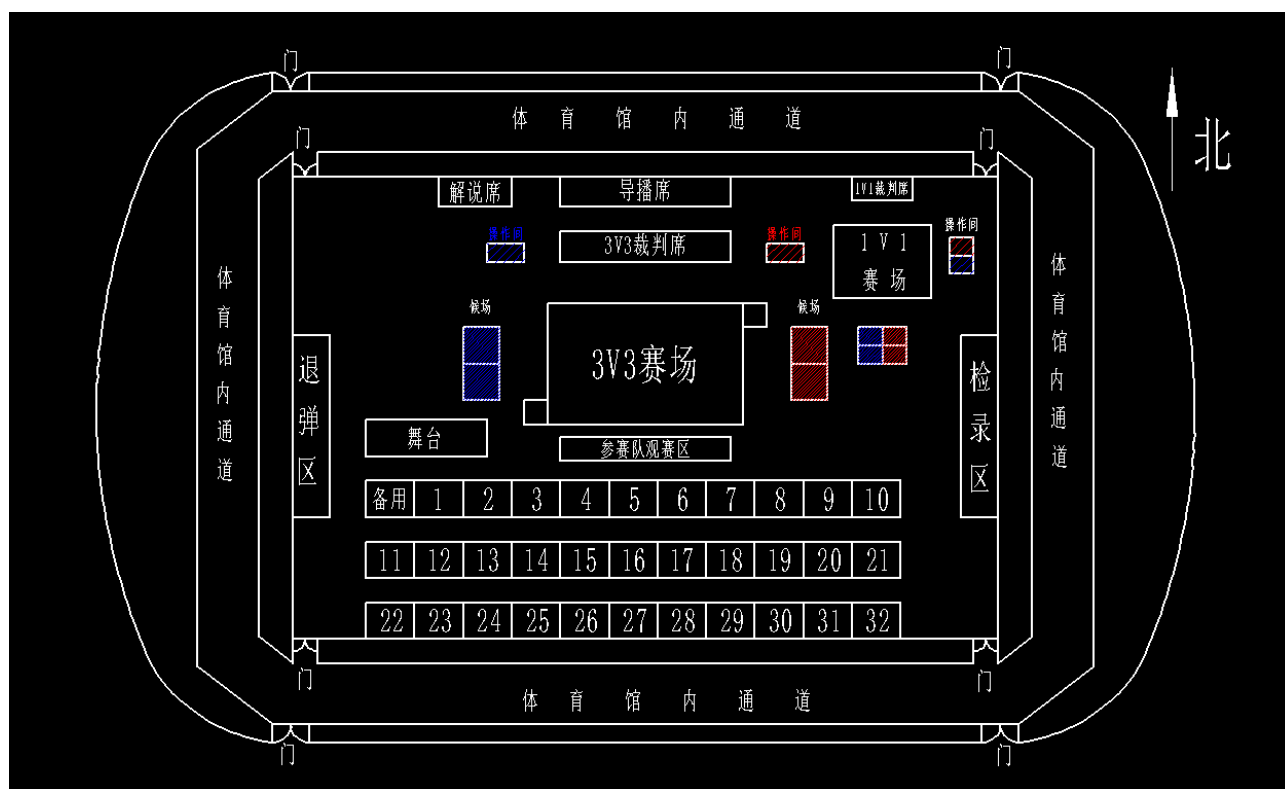 门
门
体育馆内通道
北
门
门
解说席
导播席
1V1裁判席
操作间
3V3裁判席
操作间
1V1
赛场
操作间
体育馆内通道
体育馆内通道
候场
候场
3V3赛场
退弹区
检录区
舞台
参赛队观赛区
备用 1 2 3 4 5 6 7 8 9 10
11 12 13 14 15 16 17 18 19 20 21
22 23 24 25 26 27 28 29 30 31 32
门
门
体育馆内通道
门
门